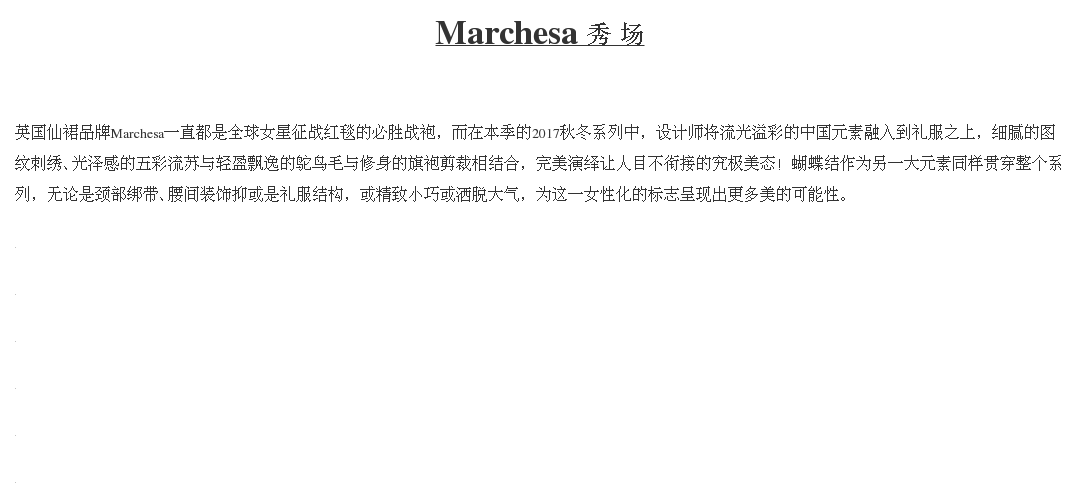 Marchesa 秀 场
英国仙裙品牌Marchesa一直都是全球女星征战红毯的必胜战袍，而在本季的2017秋冬系列中，设计师将流光溢彩的中国元素融入到礼服之上，细腻的图
纹刺绣、光泽感的五彩流苏与轻盈飘逸的鸵鸟毛与修身的旗袍剪裁相结合，完美演绎让人目不衔接的究极美态！蝴蝶结作为另一大元素同样贯穿整个系
列，无论是颈部绑带、腰间装饰抑或是礼服结构，或精致小巧或洒脱大气，为这一女性化的标志呈现出更多美的可能性。